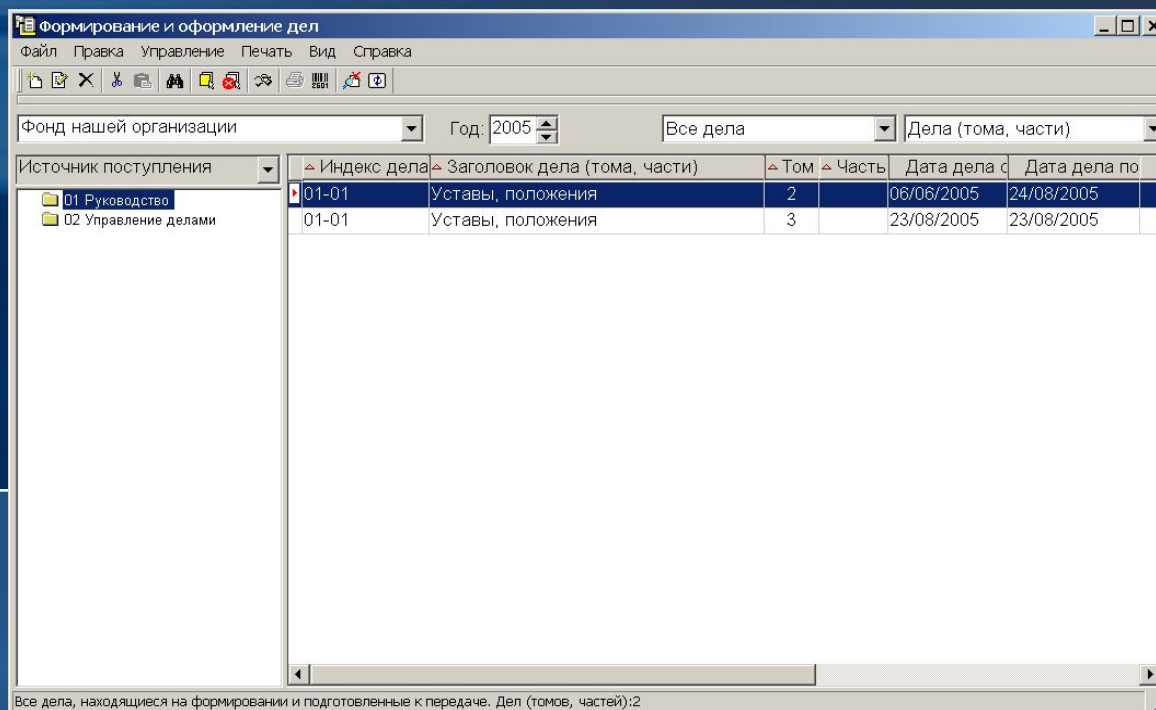 Формирование и оформление дел
Файл Правка Управление Печать Вид Справка
2601
Фонд нашей организации Год: 2005 Все дела Дела (тома, части)
Источник поступления Индекс дела Заголовок дела (тома, части) Том Часть Дата дела с Дата дела по
01 Руководство 01-01 Уставы, положения 2 06/06/2005 24/08/2005
02 Управление делами 01-01 Уставы, положения 3 23/08/2005 23/08/2005
Все дела, находящиеся на формировании и подготовленные к передаче. Дел (томов, частей):2